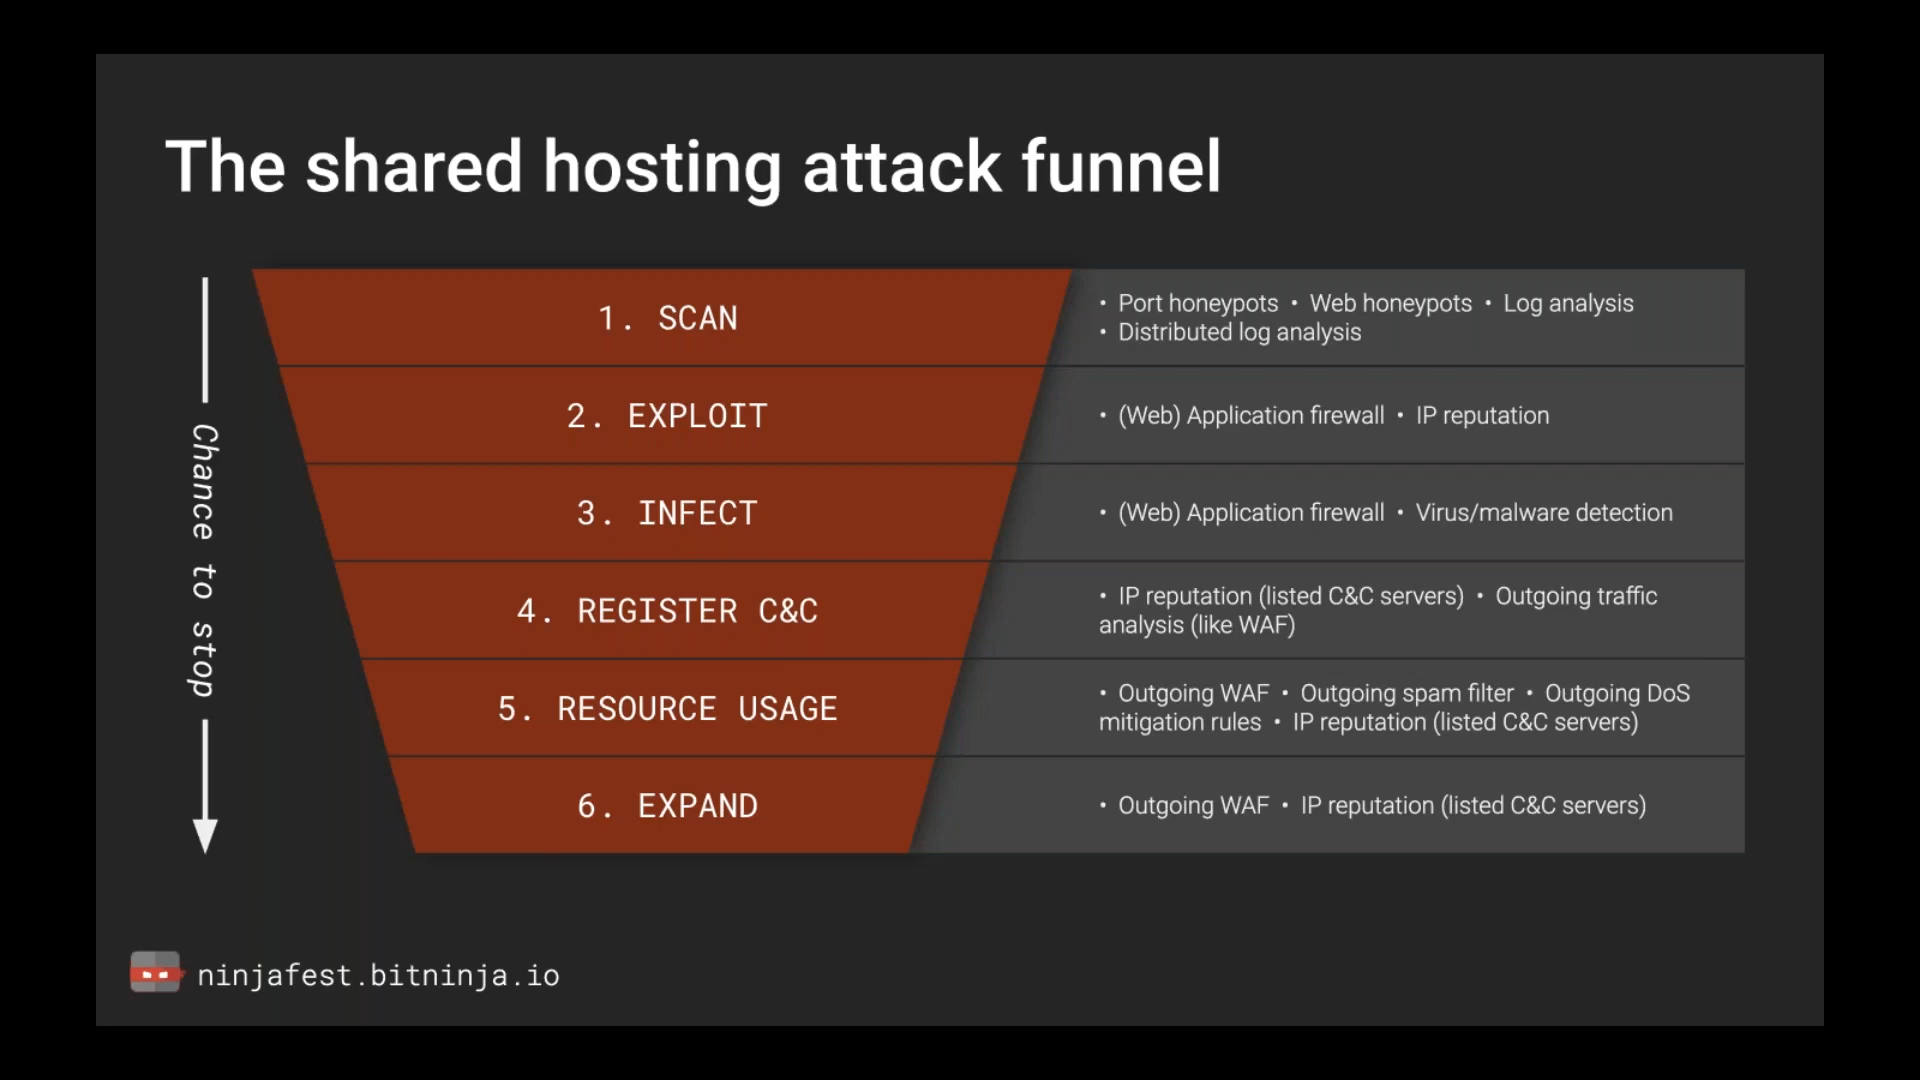 The shared hosting attack funnel
Chance to stop
1. SCAN
• Port honeypots • Web honeypots • Log analysis
• Distributed log analysis
2. EXPLOIT
• (Web) Application firewall • IP reputation
3. INFECT
• (Web) Application firewall • Virus/malware detection
4. REGISTER C&C
• IP reputation (listed C&C servers) • Outgoing traffic
analysis (like WAF)
5. RESOURCE USAGE
• Outgoing WAF • Outgoing spam filter • Outgoing DoS
mitigation rules • IP reputation (listed C&C servers)
6. EXPAND
• Outgoing WAF • IP reputation (listed C&C servers)
ninjafest.bitninja.io